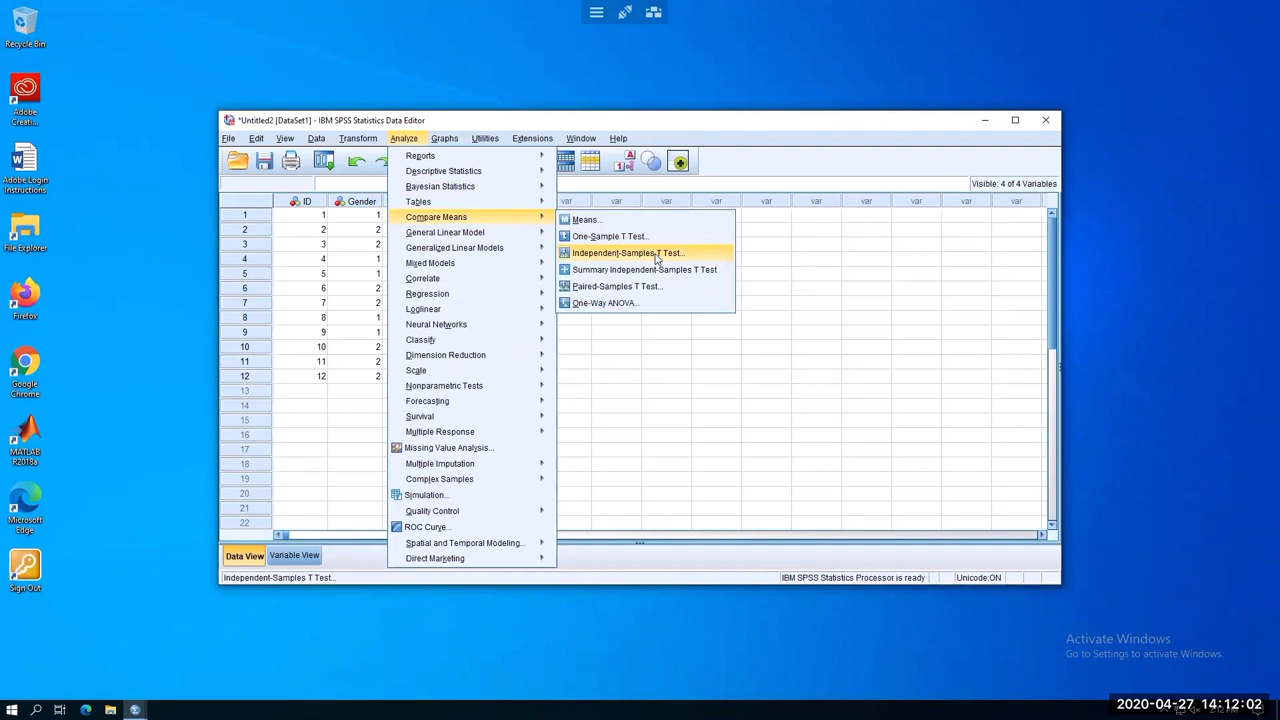 Recycle Bin
Adobe
Creati...
Adobe Login
Instructions.
File Explorer
Firefox
Google
Chrome
MATLAB
R2018a
Microsoft
Edge
Sign Out
*Untitled2 [DataSet1] - IBM SPSS Statistics Data Editor
File Edit View Data Transform Analyze Graphs Utilities Extensions Window Help
Visible: 4 of 4 Variables
ID Gender var var var var var var var var var var
1 1 1
2 2 2
3 3 2
4 4 1
5 5 1
6 6 2
7 7 2
8 8 1
9 9 1
10 10 2
11 11 2
12 12 2
13
14
15
16
17
18
19
20
21
22
Reports
Descriptive Statistics
Bayesian Statistics
Tables
Compare Means
General Linear Model
Generalized Linear Models
Mixed Models
Correlate
Regression
Loglinear
Neural Networks
Classify
Dimension Reduction
Scale
Nonparametric Tests
Forecasting
Survival
Multiple Response
Missing Value Analysis...
Multiple Imputation
Complex Samples
Simulation...
Quality Control
ROC Curve...
Spatial and Temporal Modeling...
Direct Marketing
Means...
One-Sample T Test...
Independent-Samples T Test...
Summary Independent-Samples T Test
Paired-Samples T Test...
One-Way ANOVA...
Data View Variable View
Independent-Samples T Test... IBM SPSS Statistics Processor is ready Unicode:ON
Activate Windows
Go to Settings to activate Windows.
2020-04-27 14:12:02